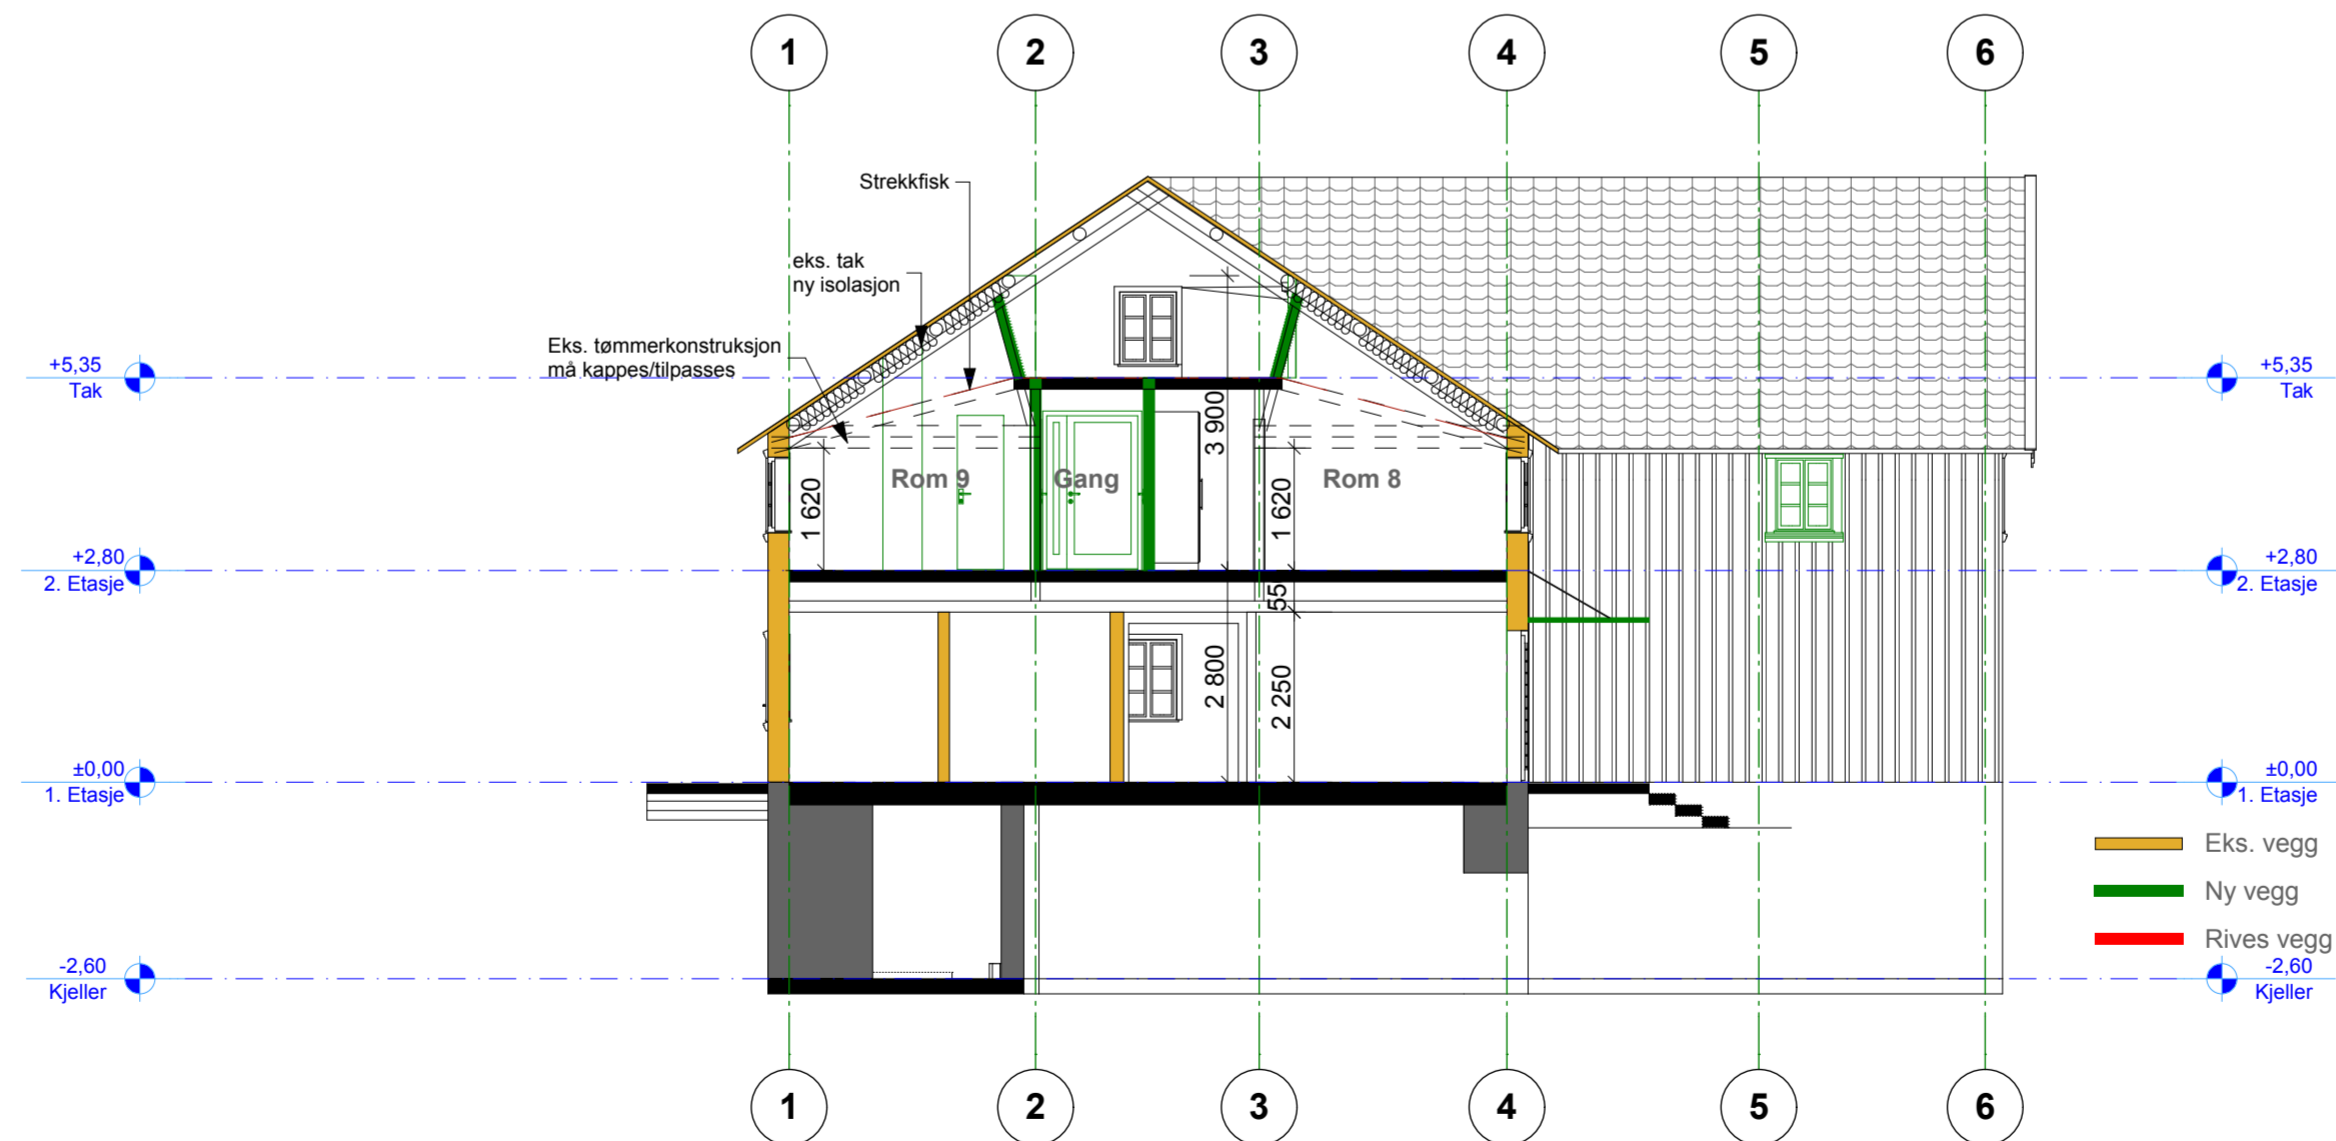 1 2 3 4 5 6
Strekkfisk
eks. tak
ny isolasjon
Eks. tømmerkonstruksjon
må kappes/tilpasses
+5,35
Tak
+5,35
Tak
3 900
Rom 9
Gang
Rom 8
1 620
1 620
+2,80
2. Etasje
+2,80
2. Etasje
55
2 800
2 250
±0,00
1. Etasje
±0,00
1. Etasje
Eks. vegg
Ny vegg
Rives vegg
-2,60
Kjeller
-2,60
Kjeller
1 2 3 4 5 6